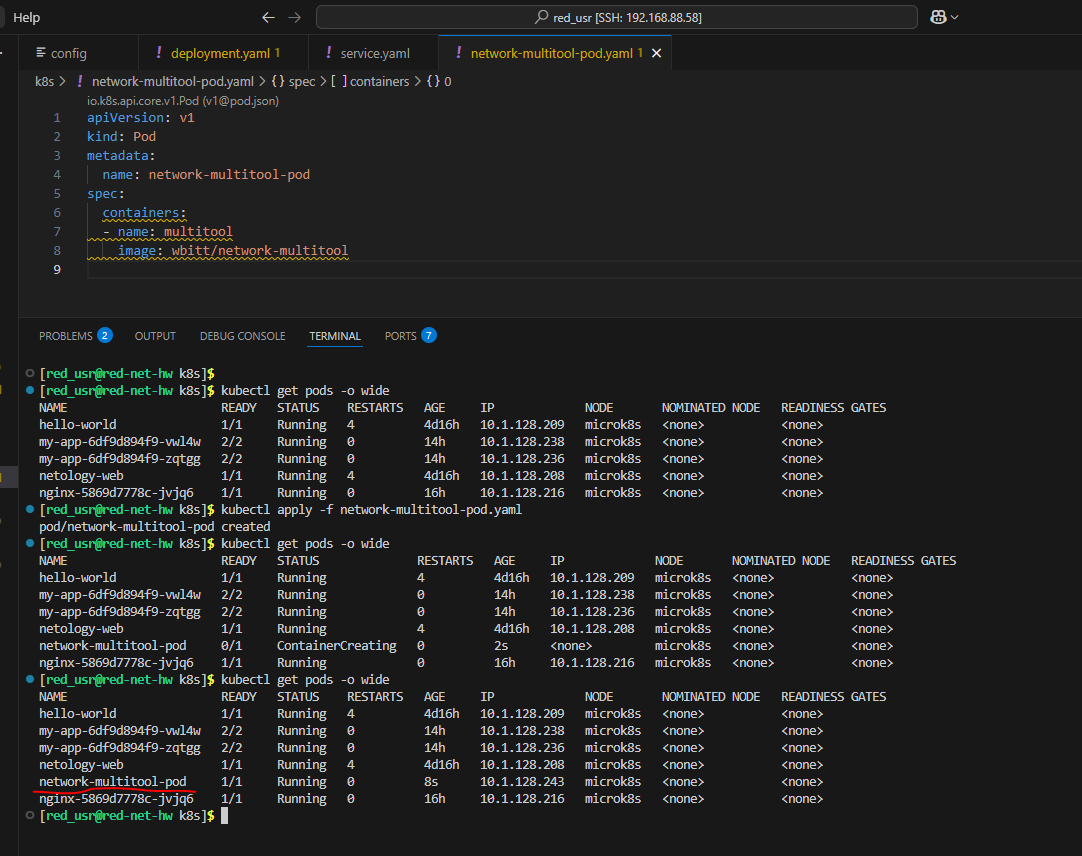 Help
red_usr [SSH: 192.168.88.58]
config
! deployment.yaml 1
! service.yaml
! network-multitool-pod.yaml 1
k8s > ! network-multitool-pod.yaml > {} spec > [ ] containers > {} 0
io.k8s.api.core.v1.Pod (v1@pod.json)
1 apiVersion: v1
2 kind: Pod
3 metadata:
4   name: network-multitool-pod
5 spec:
6   containers:
7   - name: multitool
8     image: wbitt/network-multitool
9
PROBLEMS 2 OUTPUT DEBUG CONSOLE TERMINAL PORTS 7
[red_usr@red-net-hw k8s]$
[red_usr@red-net-hw k8s]$ kubectl get pods -o wide
NAME READY STATUS RESTARTS AGE IP NODE NOMINATED NODE READINESS GATES
hello-world 1/1 Running 4 4d16h 10.1.128.209 microk8s <none> <none>
my-app-6df9d894f9-vwl4w 2/2 Running 0 14h 10.1.128.238 microk8s <none> <none>
my-app-6df9d894f9-zqtgg 2/2 Running 0 14h 10.1.128.236 microk8s <none> <none>
netology-web 1/1 Running 4 4d16h 10.1.128.208 microk8s <none> <none>
nginx-5869d7778c-jvjq6 1/1 Running 0 16h 10.1.128.216 microk8s <none> <none>
[red_usr@red-net-hw k8s]$ kubectl apply -f network-multitool-pod.yaml
pod/network-multitool-pod created
[red_usr@red-net-hw k8s]$ kubectl get pods -o wide
NAME READY STATUS RESTARTS AGE IP NODE NOMINATED NODE READINESS GATES
hello-world 1/1 Running 4 4d16h 10.1.128.209 microk8s <none> <none>
my-app-6df9d894f9-vwl4w 2/2 Running 0 14h 10.1.128.238 microk8s <none> <none>
my-app-6df9d894f9-zqtgg 2/2 Running 0 14h 10.1.128.236 microk8s <none> <none>
netology-web 1/1 Running 4 4d16h 10.1.128.208 microk8s <none> <none>
network-multitool-pod 0/1 ContainerCreating 0 2s <none> microk8s <none> <none>
nginx-5869d7778c-jvjq6 1/1 Running 0 16h 10.1.128.216 microk8s <none> <none>
[red_usr@red-net-hw k8s]$ kubectl get pods -o wide
NAME READY STATUS RESTARTS AGE IP NODE NOMINATED NODE READINESS GATES
hello-world 1/1 Running 4 4d16h 10.1.128.209 microk8s <none> <none>
my-app-6df9d894f9-vwl4w 2/2 Running 0 14h 10.1.128.238 microk8s <none> <none>
my-app-6df9d894f9-zqtgg 2/2 Running 0 14h 10.1.128.236 microk8s <none> <none>
netology-web 1/1 Running 4 4d16h 10.1.128.208 microk8s <none> <none>
network-multitool-pod 1/1 Running 0 8s 10.1.128.243 microk8s <none> <none>
nginx-5869d7778c-jvjq6 1/1 Running 0 16h 10.1.128.216 microk8s <none> <none>
[red_usr@red-net-hw k8s]$